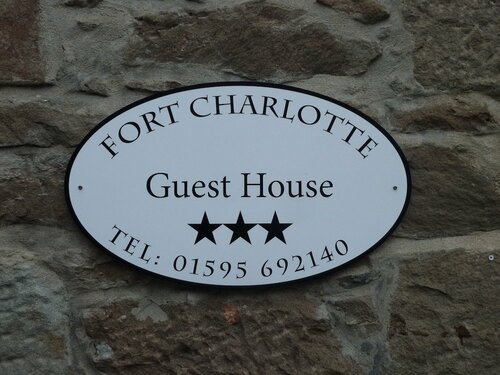 FORT CHARLOTTE
Guest House
★★★
TEL: 01595 692140